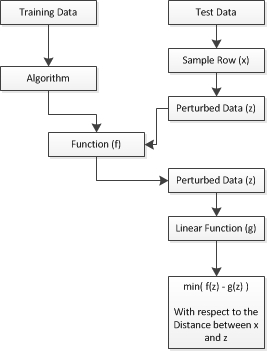 Training Data
Test Data
Algorithm
Sample Row (x)
Perturbed Data (z)
Function (f)
Perturbed Data (z)
Linear Function (g)
min( f(z) - g(z) )
With respect to the
Distance between x
and z